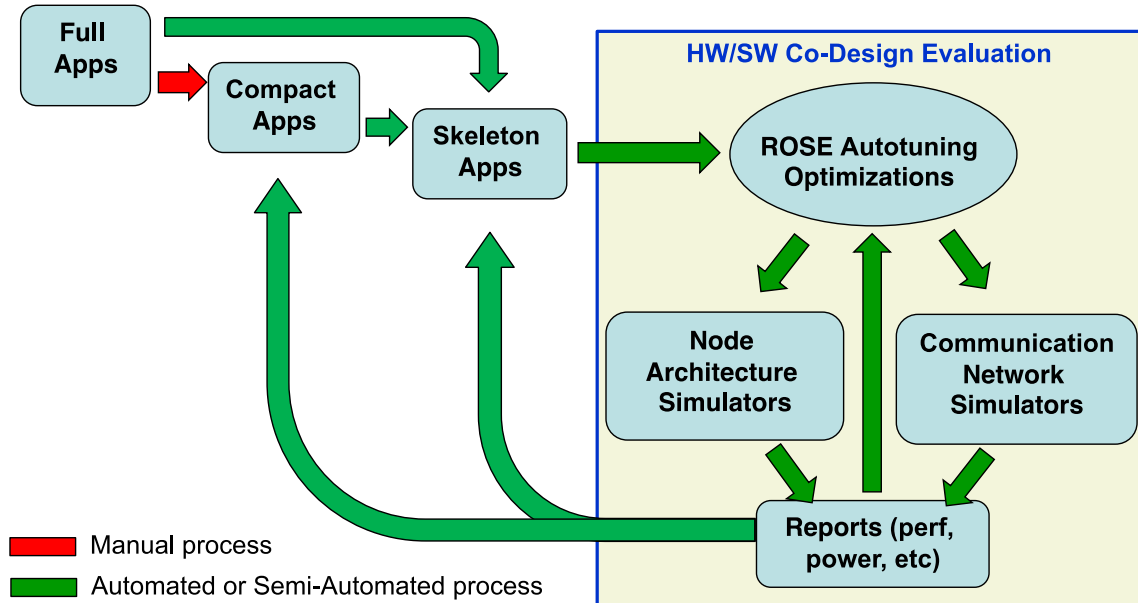 Full
Apps
Compact
Apps
Skeleton
Apps
HW/SW Co-Design Evaluation
ROSE Autotuning
Optimizations
Node
Architecture
Simulators
Communication
Network
Simulators
Reports (perf,
power, etc)
Manual process
Automated or Semi-Automated process